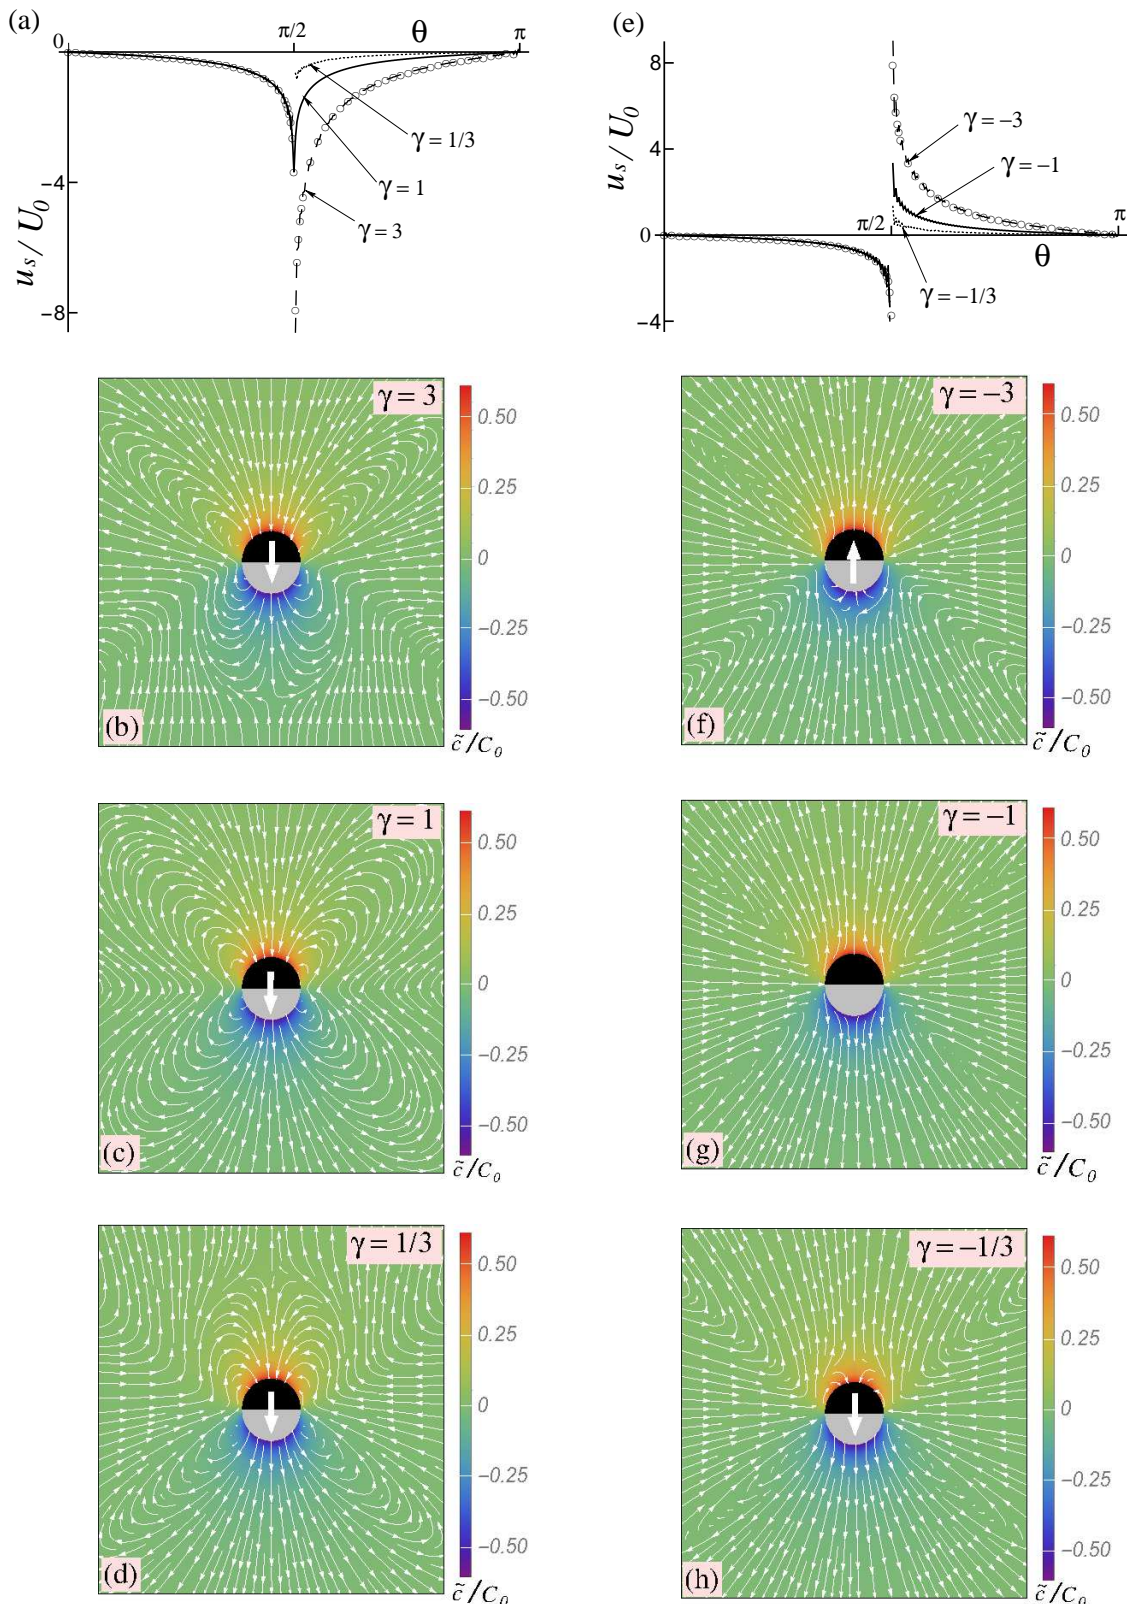 (a)
0
π/2
θ
π
u_s/U_0
−4
−8
γ = 1/3
γ = 1
γ = 3
(e)
8
4
0
−4
u_s/U_0
π/2
π
θ
γ = −3
γ = −1
γ = −1/3
γ = 3
0.50
0.25
0
−0.25
−0.50
(b)
c̃/C_0
γ = −3
0.50
0.25
0
−0.25
−0.50
(f)
c̃/C_0
γ = 1
0.50
0.25
0
−0.25
−0.50
(c)
c̃/C_0
γ = −1
0.50
0.25
0
−0.25
−0.50
(g)
c̃/C_0
γ = 1/3
0.50
0.25
0
−0.25
−0.50
(d)
c̃/C_0
γ = −1/3
0.50
0.25
0
−0.25
−0.50
(h)
c̃/C_0